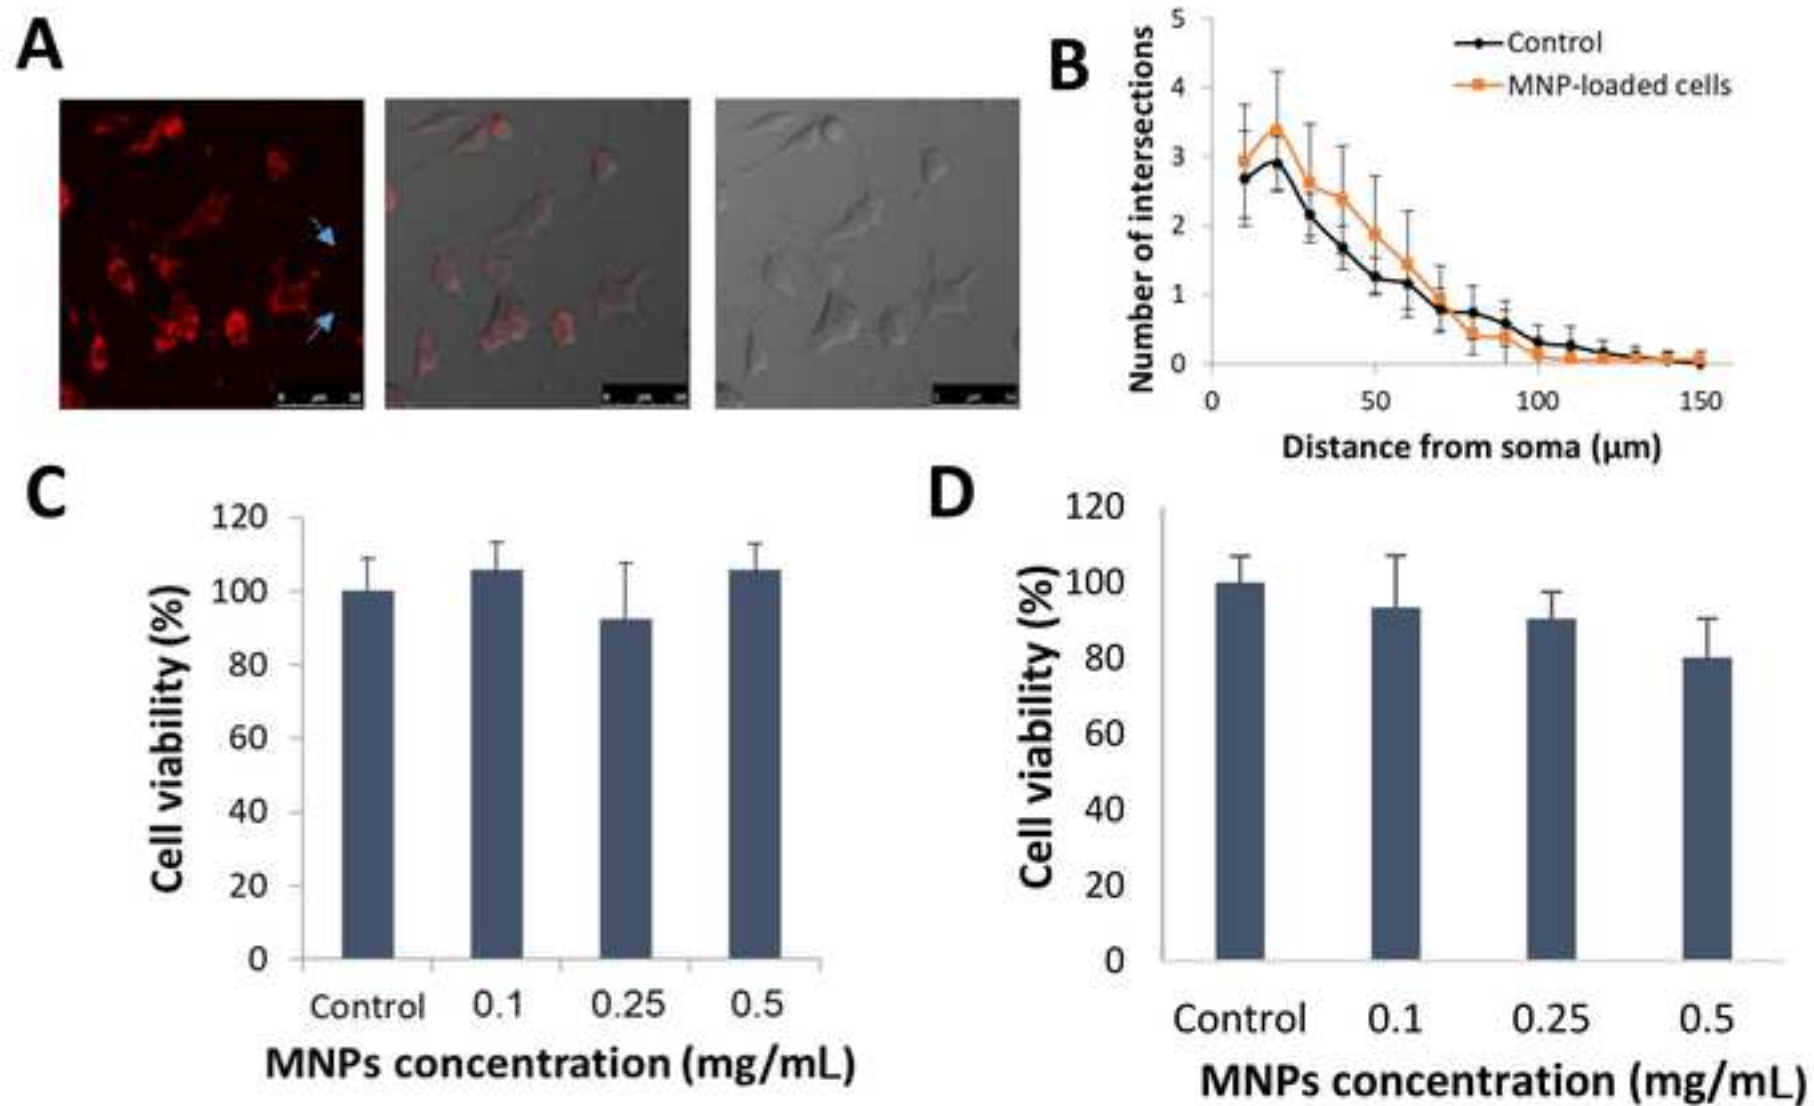 A
B
Number of intersections
5
4
3
2
1
0
Control
MNP-loaded cells
0 50 100 150
Distance from soma (µm)
C
Cell viability (%)
120
100
80
60
40
20
0
Control 0.1 0.25 0.5
MNPs concentration (mg/mL)
D
Cell viability (%)
120
100
80
60
40
20
0
Control 0.1 0.25 0.5
MNPs concentration (mg/mL)